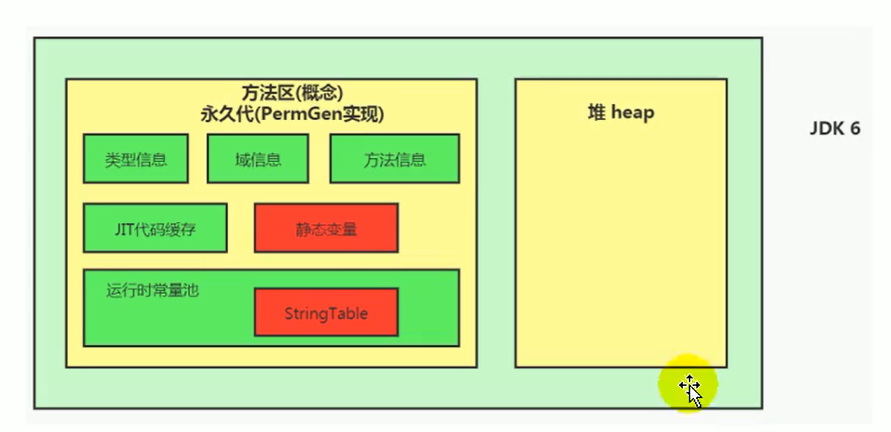 方法区(概念)
永久代(PermGen实现)
类型信息
域信息
方法信息
JIT代码缓存
静态变量
运行时常量池
StringTable
堆 heap
JDK 6